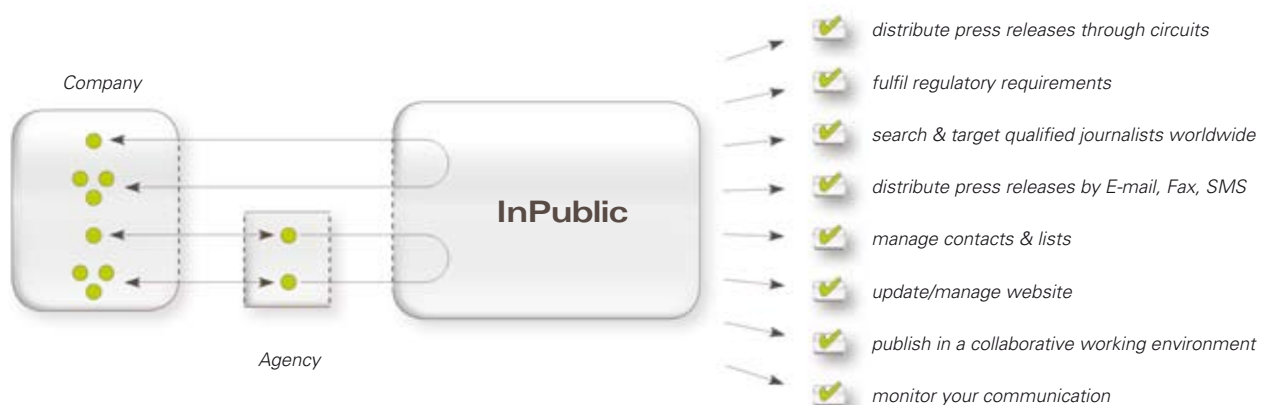 Company
Agency
InPublic
distribute press releases through circuits
fulfil regulatory requirements
search & target qualified journalists worldwide
distribute press releases by E-mail, Fax, SMS
manage contacts & lists
update/manage website
publish in a collaborative working environment
monitor your communication